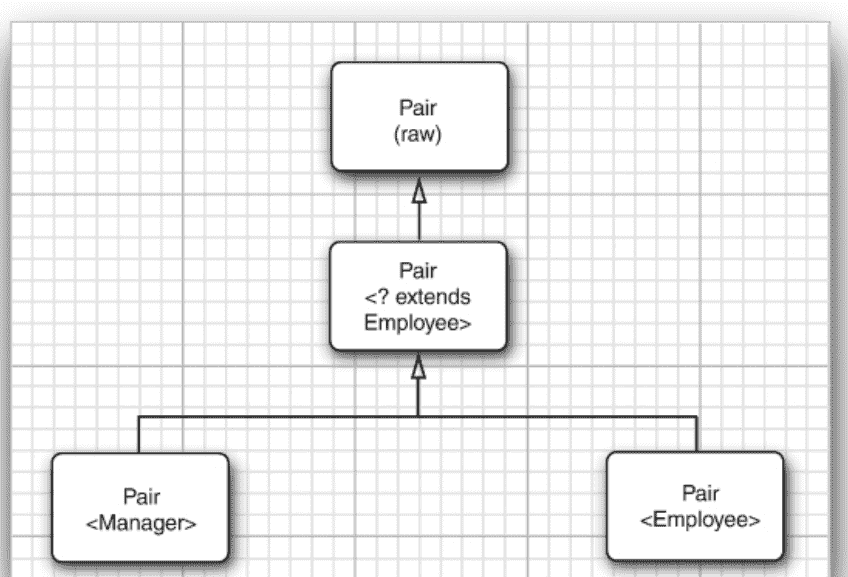 Pair
(raw)
Pair
<? extends
Employee>
Pair
<Manager>
Pair
<Employee>